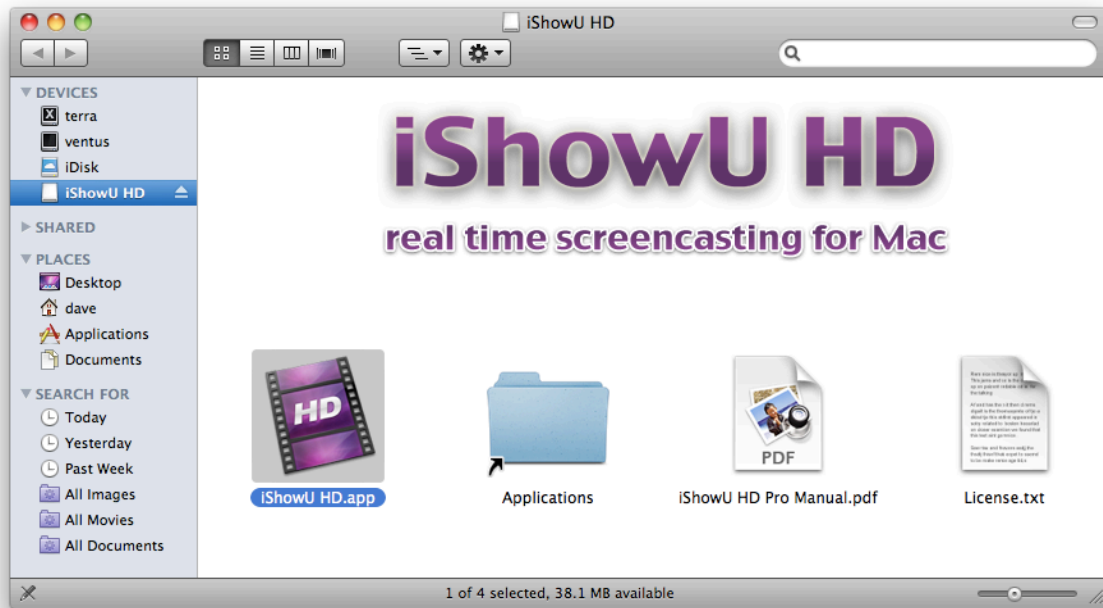 iShowU HD
DEVICES
terra
ventus
iDisk
iShowU HD
SHARED
PLACES
Desktop
dave
Applications
Documents
SEARCH FOR
Today
Yesterday
Past Week
All Images
All Movies
All Documents
iShowU HD
real time screencasting for Mac
HD
PDF
iShowU HD.app
Applications
iShowU HD Pro Manual.pdf
License.txt
1 of 4 selected, 38.1 MB available